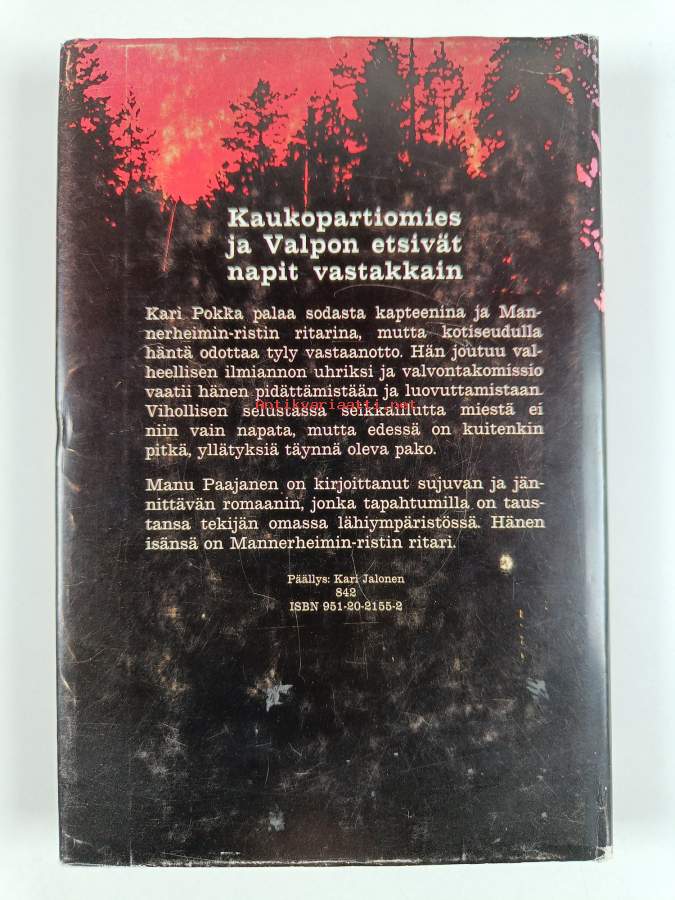 Kaukopartiomies
ja Valpon etsivät
napit vastakkain
Kari Pokka palaa sodasta kapteenina ja Man-
nerheimin-ristin ritarina, mutta kotiseudulla
häntä odottaa tyly vastaanotto. Hän joutuu val-
heellisen ilmiannon uhriksi ja valvontakomissio
vaatii hänen pidättämistään ja luovuttamistaan.
Antikvariaatti.net
Vihollisen selustassa seikkaillutta miestä ei
niin vain napata, mutta edessä on kuitenkin
pitkä, yllätyksiä täynnä oleva pako.
Manu Paajanen on kirjoittanut sujuvan ja jän-
nittävän romaanin, jonka tapahtumilla on taus-
tansa tekijän omassa lähiympäristössä. Hänen
isänsä on Mannerheimin-ristin ritari.
Päällys: Kari Jalonen
842
ISBN 951-20-2155-2